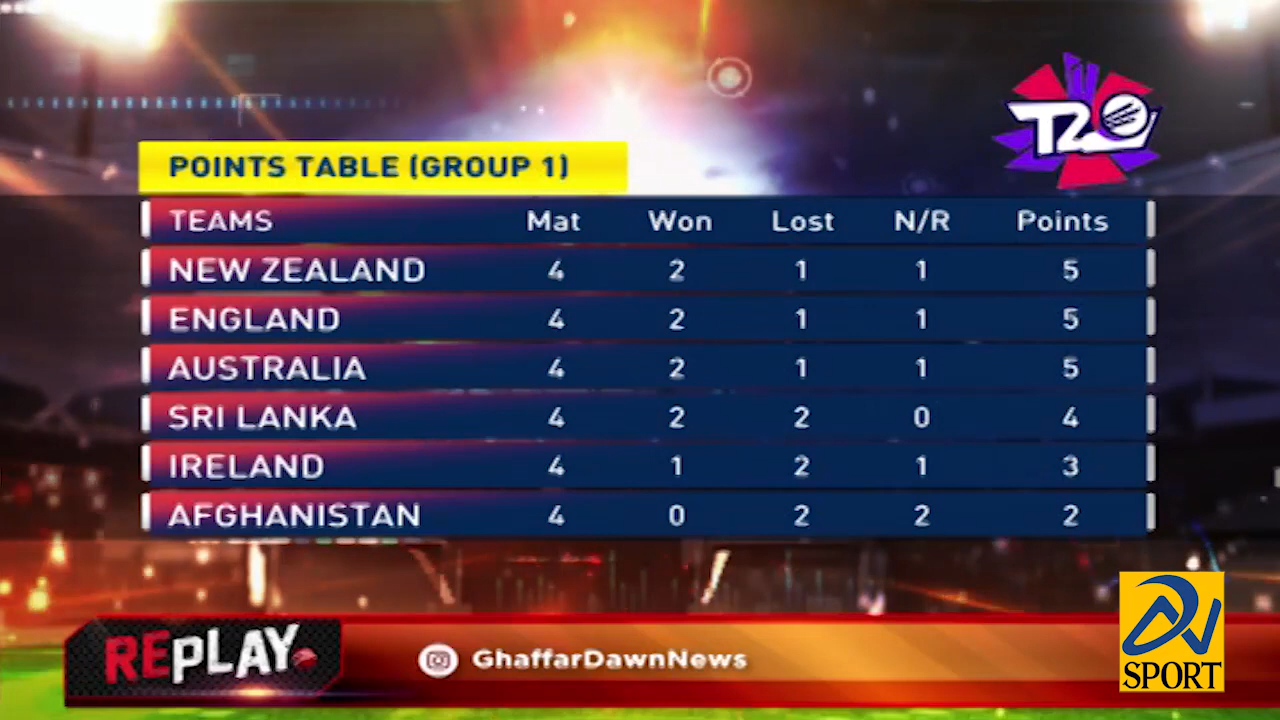 T20
POINTS TABLE (GROUP 1)
TEAMS Mat Won Lost N/R Points
NEW ZEALAND 4 2 1 1 5
ENGLAND 4 2 1 1 5
AUSTRALIA 4 2 1 1 5
SRI LANKA 4 2 2 0 4
IRELAND 4 1 2 1 3
AFGHANISTAN 4 0 2 2 2
REPLAY
GhaffarDawnNews
SPORT